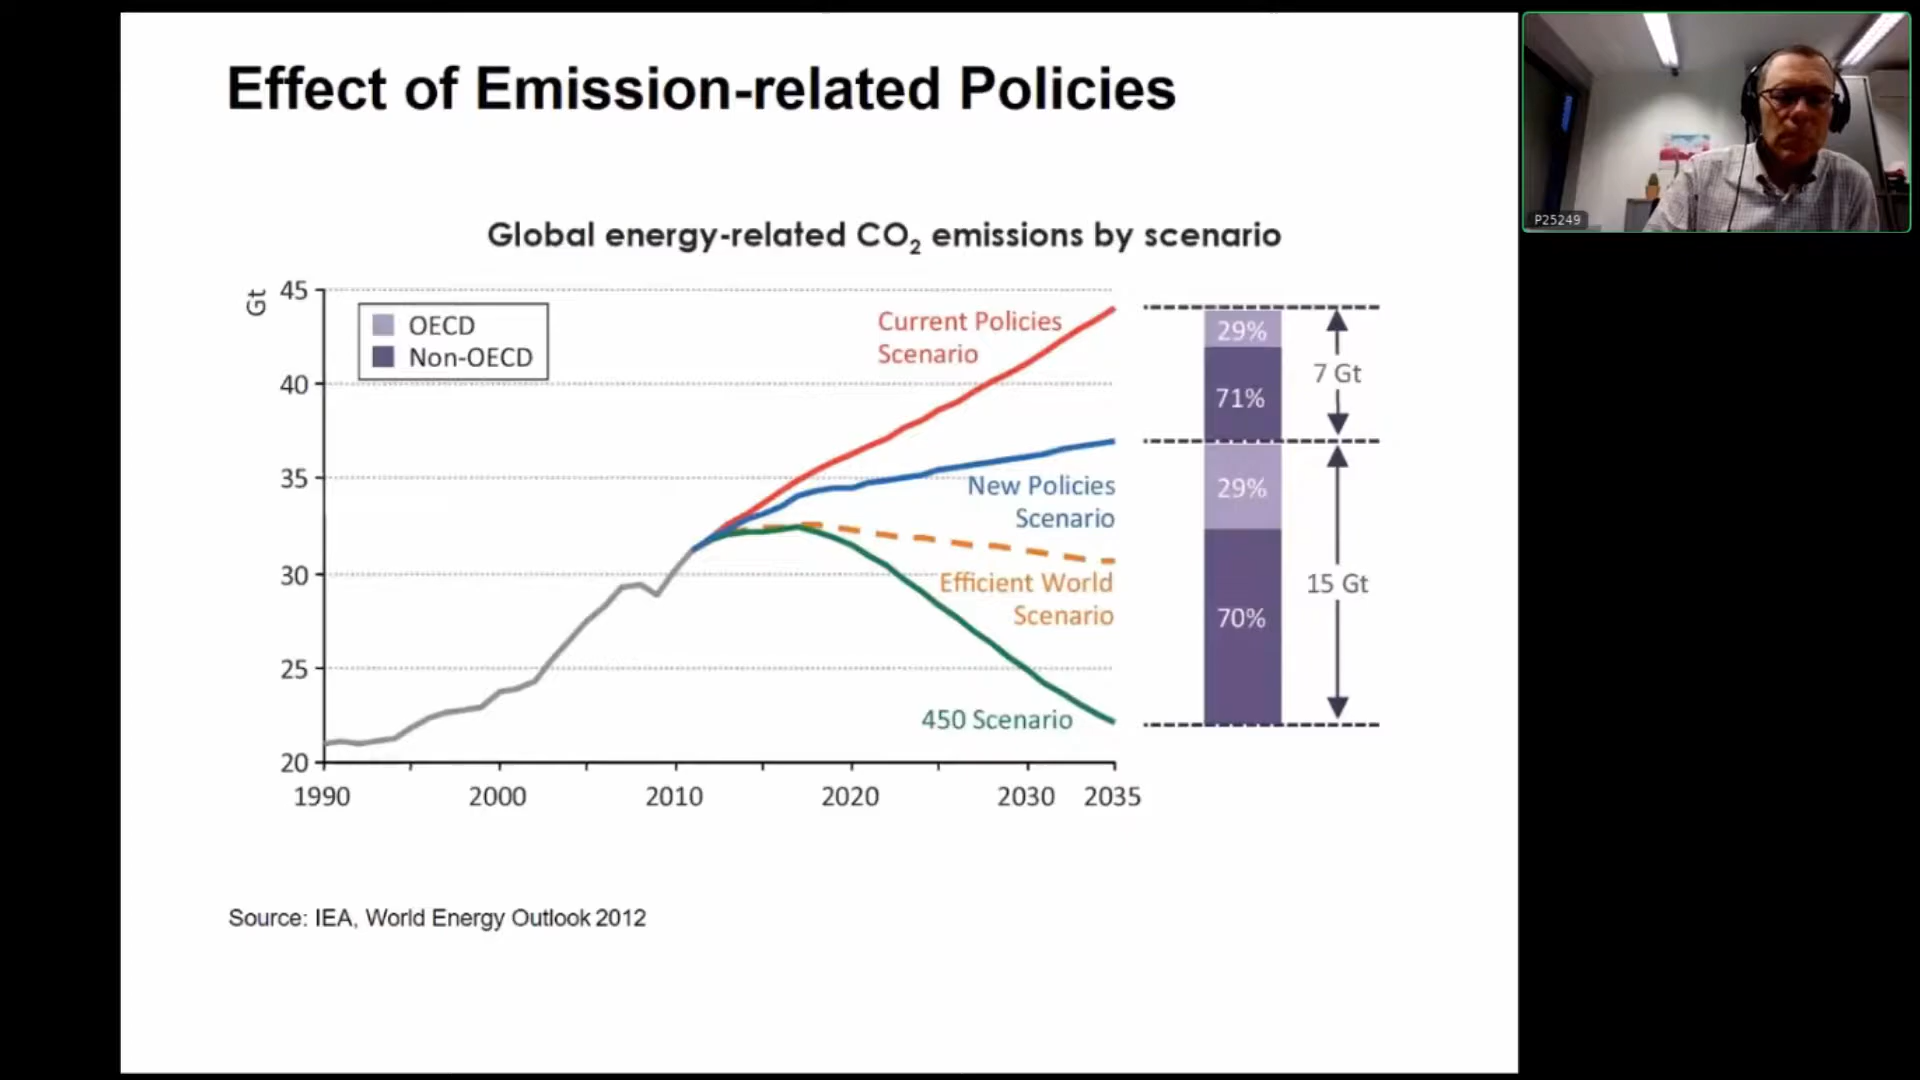 Effect of Emission-related Policies
P25249
Global energy-related CO₂ emissions by scenario
Gt
45
40
35
30
25
20
OECD
Non-OECD
Current Policies
Scenario
New Policies
Scenario
Efficient World
Scenario
450 Scenario
29%
71%
7 Gt
29%
70%
15 Gt
1990 2000 2010 2020 2030 2035
Source: IEA, World Energy Outlook 2012